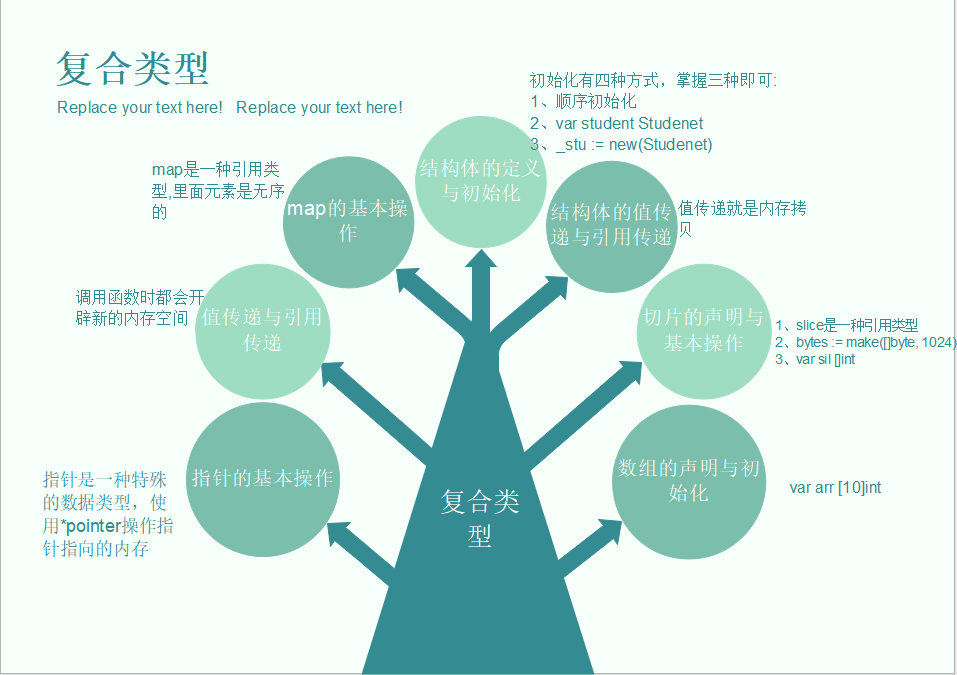 复合类型
Replace your text here!   Replace your text here!
初始化有四种方式，掌握三种即可:
1、顺序初始化
2、var student Studenet
3、_stu := new(Studenet)
结构体的定义
与初始化
map是一种引用类
型,里面元素是无序
的
map的基本操
作
结构体的值传
递与引用传递
值传递就是内存拷
贝
调用函数时都会开
辟新的内存空间
值传递与引用
传递
切片的声明与
基本操作
1、slice是一种引用类型
2、bytes := make([]byte, 1024)
3、var sil []int
指针是一种特殊
的数据类型，使
用*pointer操作指
针指向的内存
指针的基本操作
复合类
型
数组的声明与初
始化
var arr [10]int